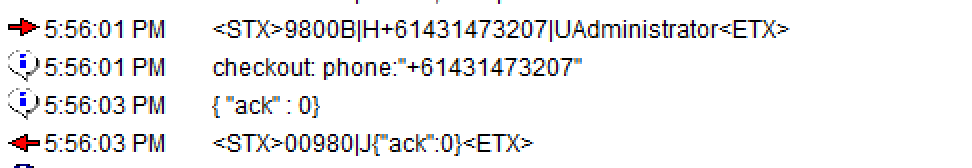 5:56:01 PM <STX>9800B|H+61431473207|UAdministrator<ETX>
5:56:01 PM checkout: phone:"+61431473207"
5:56:03 PM { "ack" : 0}
5:56:03 PM <STX>00980|J{"ack":0}<ETX>